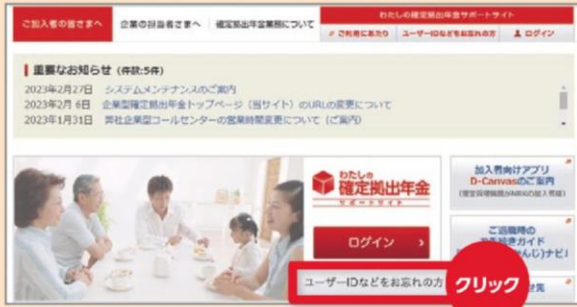 ご加入者の皆さまへ
企業の担当者さまへ
確定拠出年金業務について
わたしの確定拠出年金サポートサイト
ご利用にあたり
ユーザーIDなどをお忘れの方
ログイン
重要なお知らせ（件数:5件）
2023年2月27日 システムメンテナンスのご案内
2023年2月 6日 企業型確定拠出年金トップページ（当サイト）のURLの変更について
2023年1月31日 弊社企業型コールセンターの営業時間変更について（ご案内）
わたしの
確定拠出年金
サポートサイト
ログイン
ユーザーIDなどをお忘れの方
クリック
加入者向けアプリ
D-Canvasのご案内
ご退職時の
お手続きガイド
ナビ】
せ先